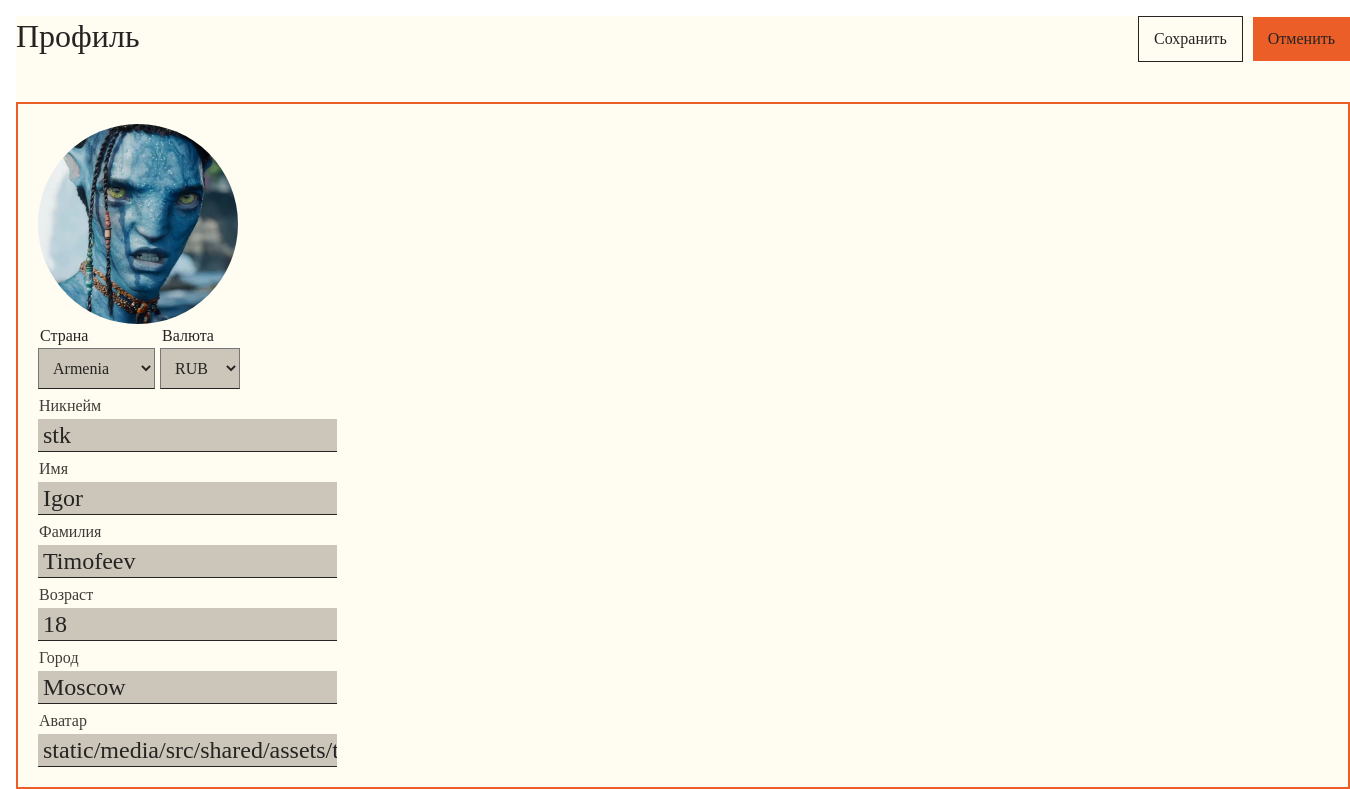 Профиль
Сохранить
Отменить
Страна Валюта
Armenia RUB
Никнейм
stk
Имя
Igor
Фамилия
Timofeev
Возраст
18
Город
Moscow
Аватар
static/media/src/shared/assets/t